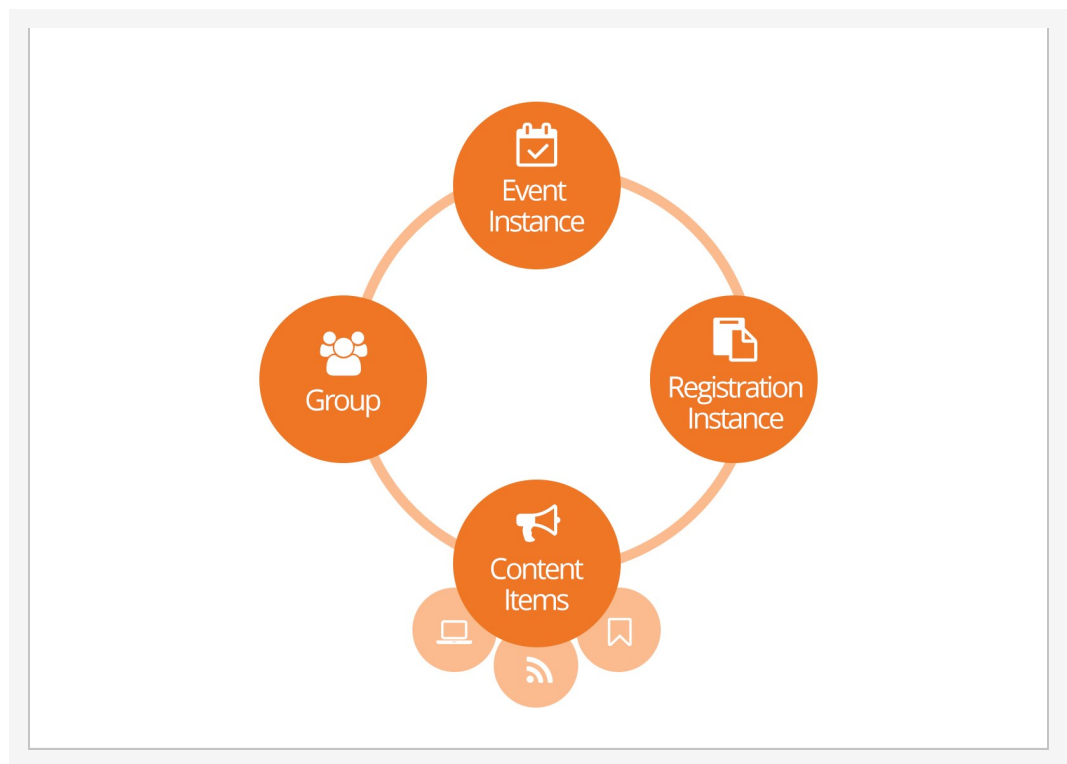 Event
Instance
Group
Registration
Instance
Content
Items